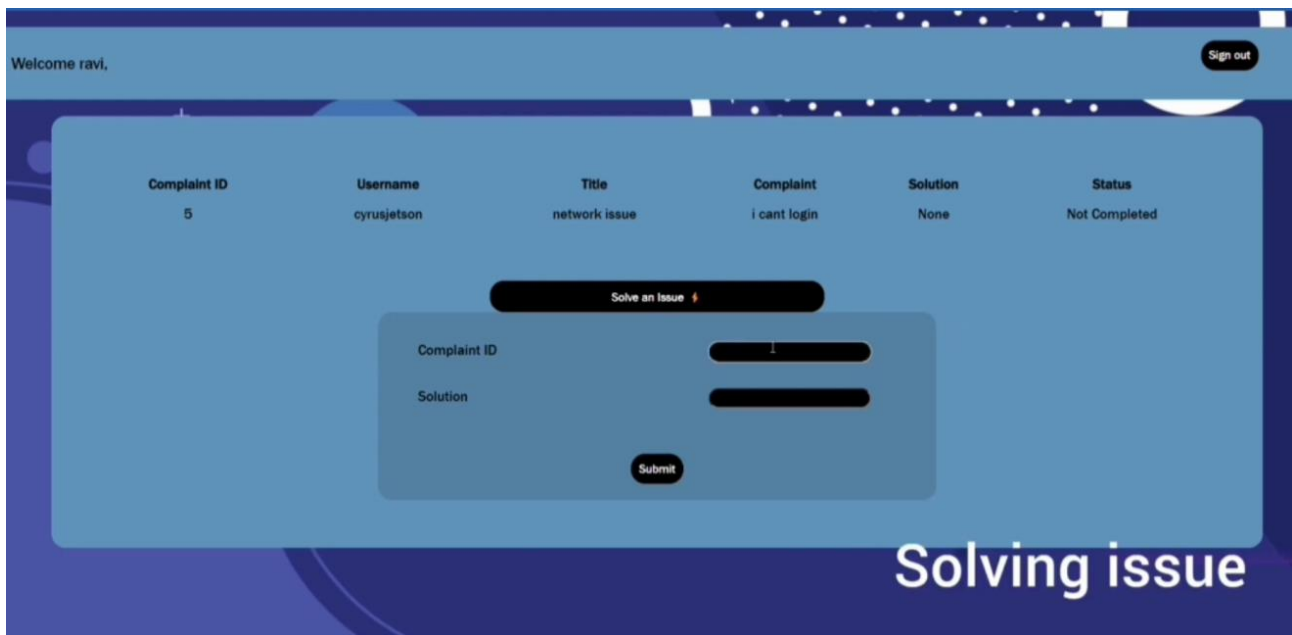 Welcome ravi,
Sign out
Complaint ID Username Title Complaint Solution Status
5 cyrusjetson network issue i cant login None Not Completed
Solve an Issue ⚡
Complaint ID
Solution
Submit
Solving issue